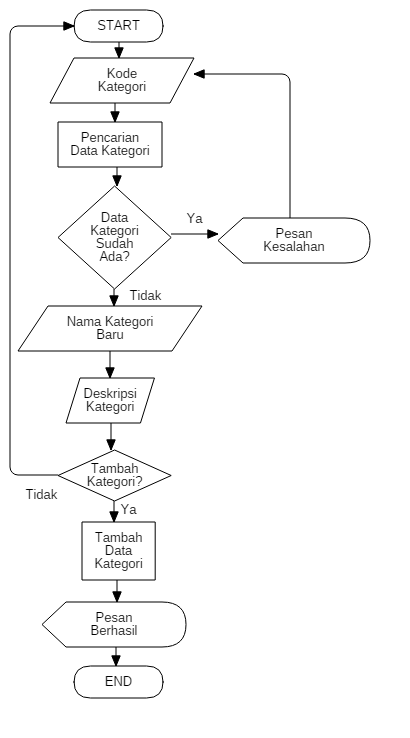 START
Kode
Kategori
Pencarian
Data Kategori
Data
Kategori
Sudah
Ada?
Ya
Pesan
Kesalahan
Tidak
Nama Kategori
Baru
Deskripsi
Kategori
Tambah
Kategori?
Tidak
Ya
Tambah
Data
Kategori
Pesan
Berhasil
END